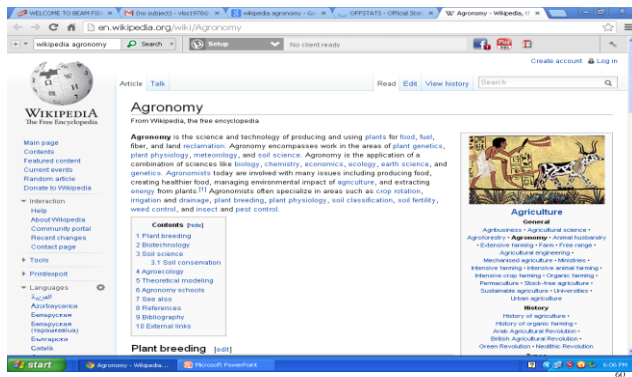 WELCOME TO BEAM FIE
M (no subject) - vlss1978@
wikipedia agronomy - Go
OFFSTATS - Official Stat
W Agronomy - Wikipedia, th
en.wikipedia.org/wiki/Agronomy
wikipedia agronomy
Search
Setup
No client ready
Create account
Log in
Article Talk
Read Edit View history
Search
WIKIPEDIA
The Free Encyclopedia
Main page
Contents
Featured content
Current events
Random article
Donate to Wikipedia
Interaction
Help
About Wikipedia
Community portal
Recent changes
Contact page
Tools
Print/export
Languages
العربية
Azərbaycanca
Беларуская
Беларуская
(тарашкевіца)
Български
Català
Agronomy
From Wikipedia, the free encyclopedia
Agronomy is the science and technology of producing and using plants for food, fuel,
fiber, and land reclamation. Agronomy encompasses work in the areas of plant genetics,
plant physiology, meteorology, and soil science. Agronomy is the application of a
combination of sciences like biology, chemistry, economics, ecology, earth science, and
genetics. Agronomists today are involved with many issues including producing food,
creating healthier food, managing environmental impact of agriculture, and extracting
energy from plants.[1] Agronomists often specialize in areas such as crop rotation,
irrigation and drainage, plant breeding, plant physiology, soil classification, soil fertility,
weed control, and insect and pest control.
Contents [hide]
1 Plant breeding
2 Biotechnology
3 Soil science
3.1 Soil conservation
4 Agroecology
5 Theoretical modeling
6 Agronomy schools
7 See also
8 References
9 Bibliography
10 External links
Plant breeding [edit]
Agriculture
General
Agribusiness • Agricultural science •
Agroforestry • Agronomy • Animal husbandry
• Extensive farming • Farm • Free range •
Agricultural engineering •
Mechanised agriculture • Ministries •
Intensive farming • Intensive animal farming •
Intensive crop farming • Organic farming •
Permaculture • Stock-free agriculture •
Sustainable agriculture • Universities •
Urban agriculture
History
History of agriculture •
History of organic farming •
Arab Agricultural Revolution •
British Agricultural Revolution •
Green Revolution • Neolithic Revolution
start
Agronomy - Wikipedia...
Microsoft PowerPoint
6:06 PM
60